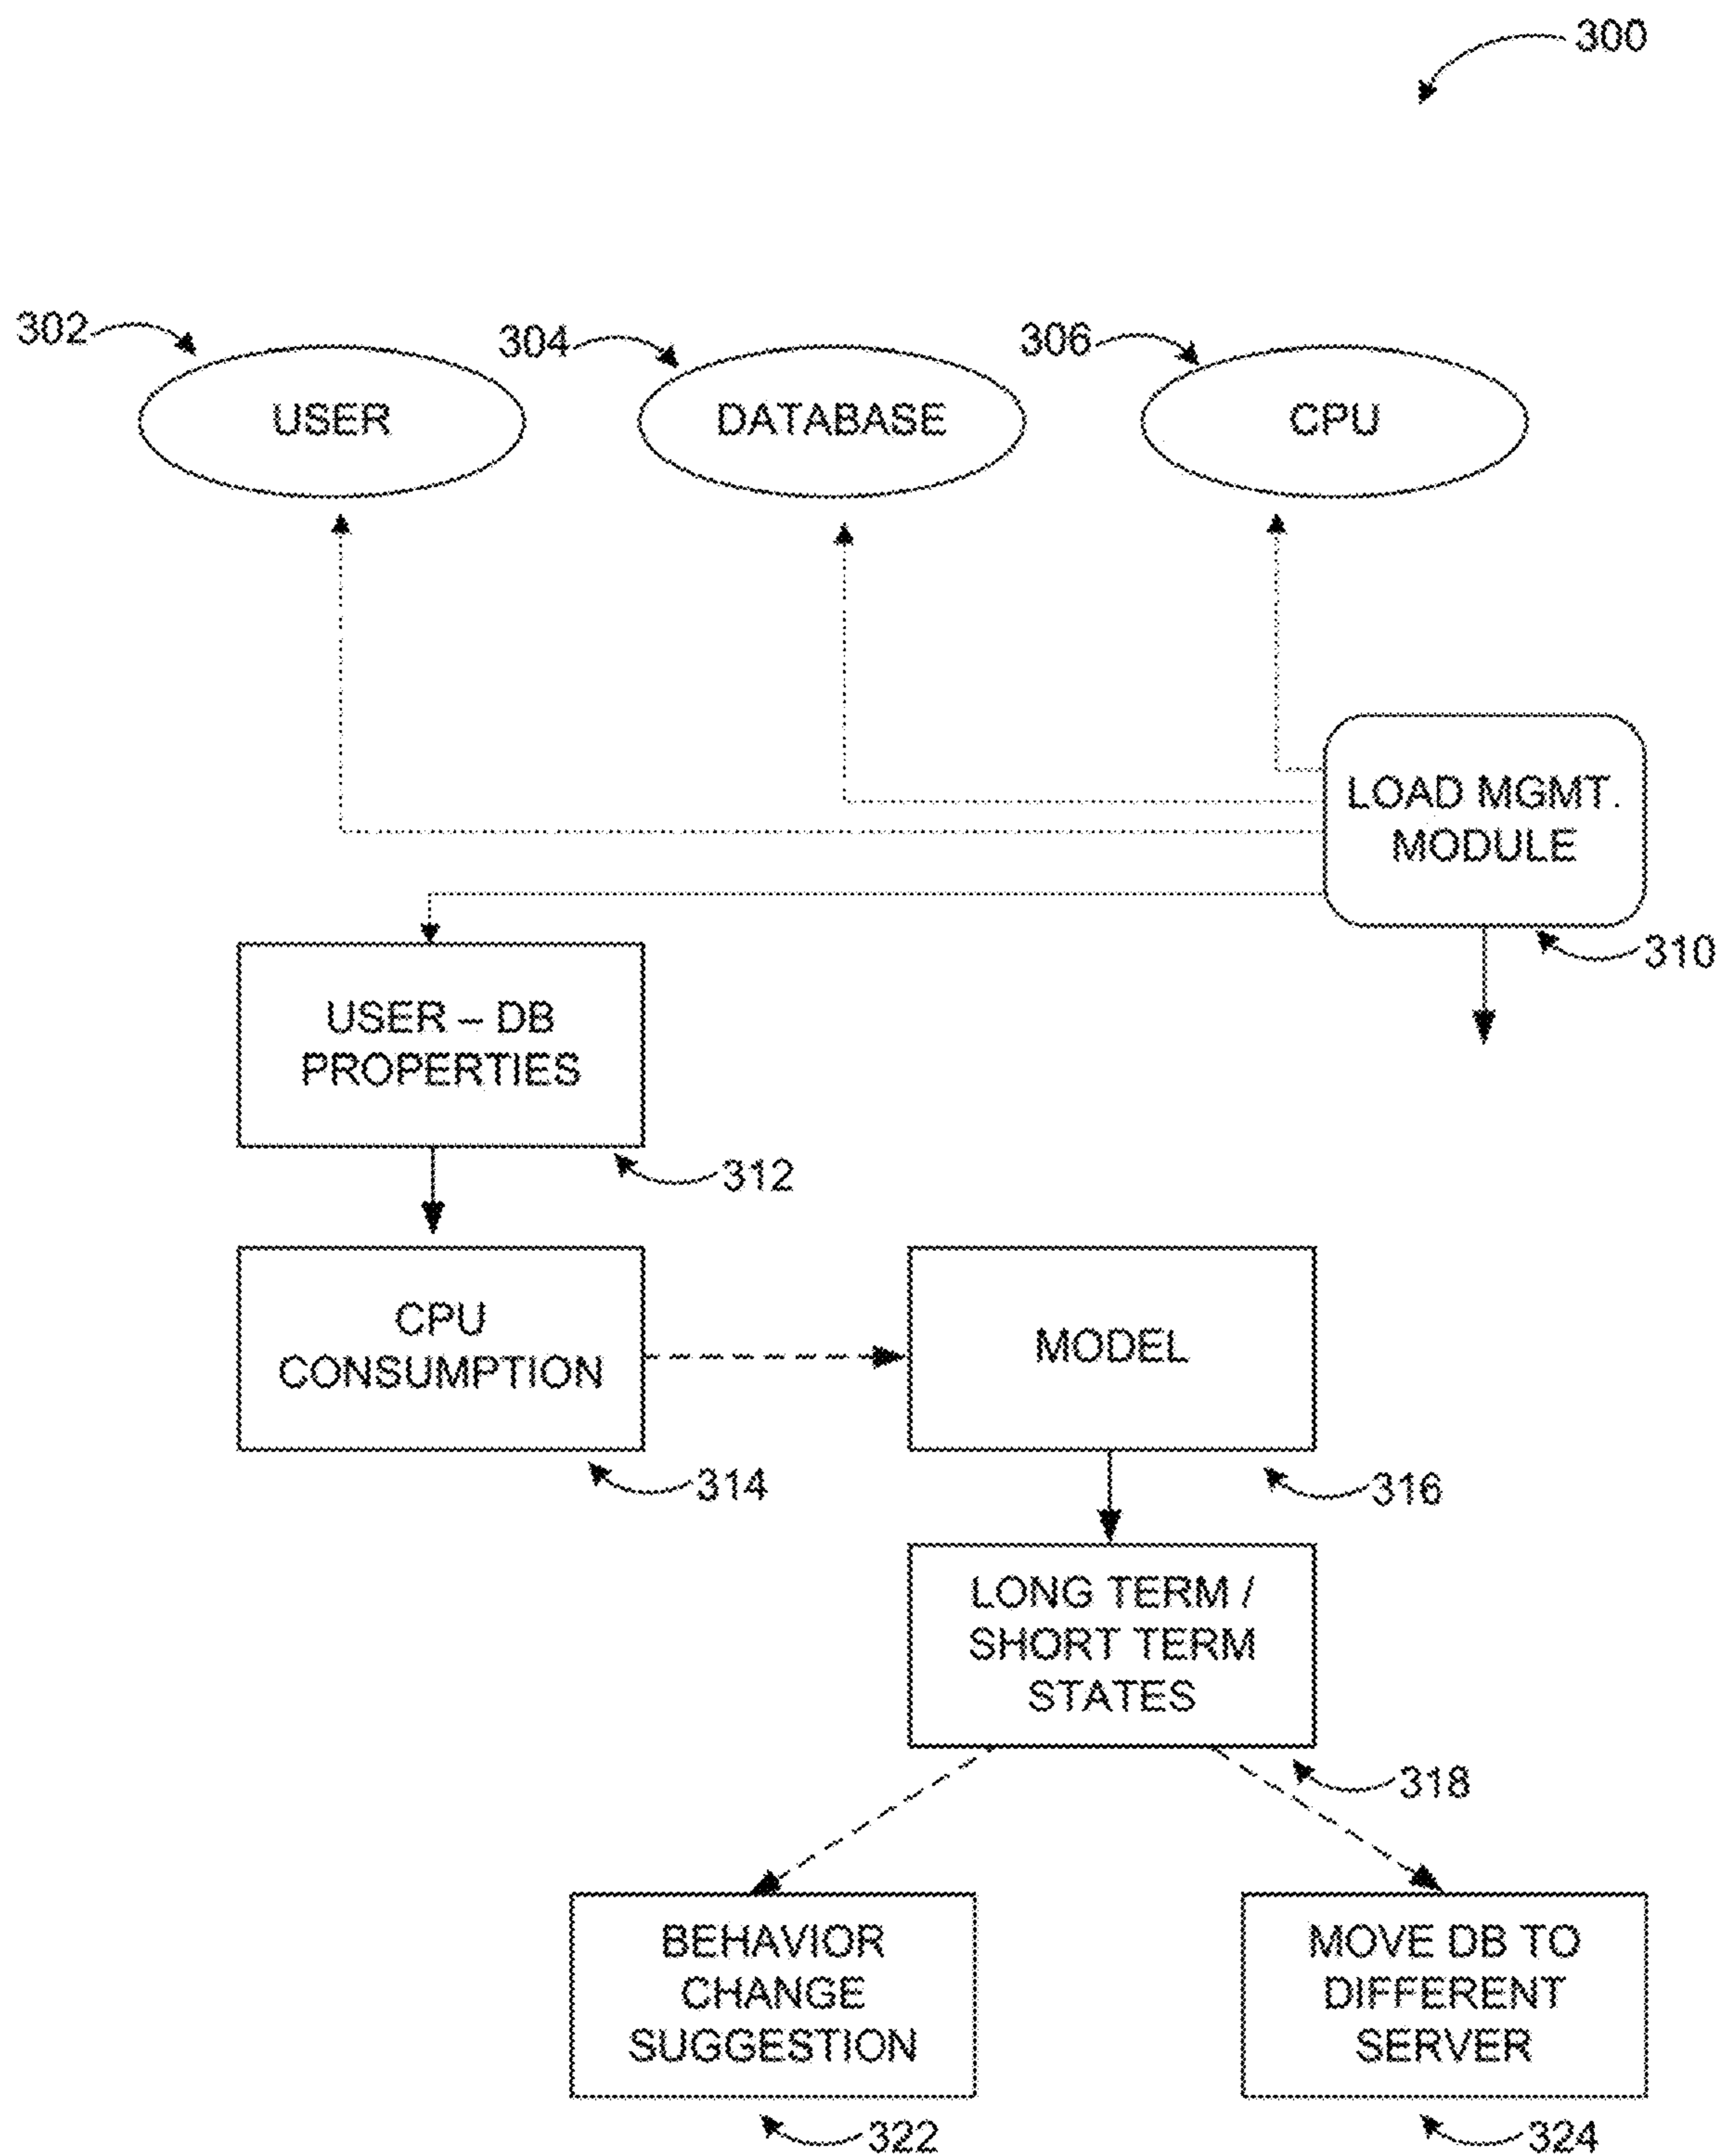 300
302
304
306
USER
DATABASE
CPU
LOAD MGMT.
MODULE
310
USER – DB
PROPERTIES
312
CPU
CONSUMPTION
314
MODEL
316
LONG TERM /
SHORT TERM
STATES
318
BEHAVIOR
CHANGE
SUGGESTION
322
MOVE DB TO
DIFFERENT
SERVER
324